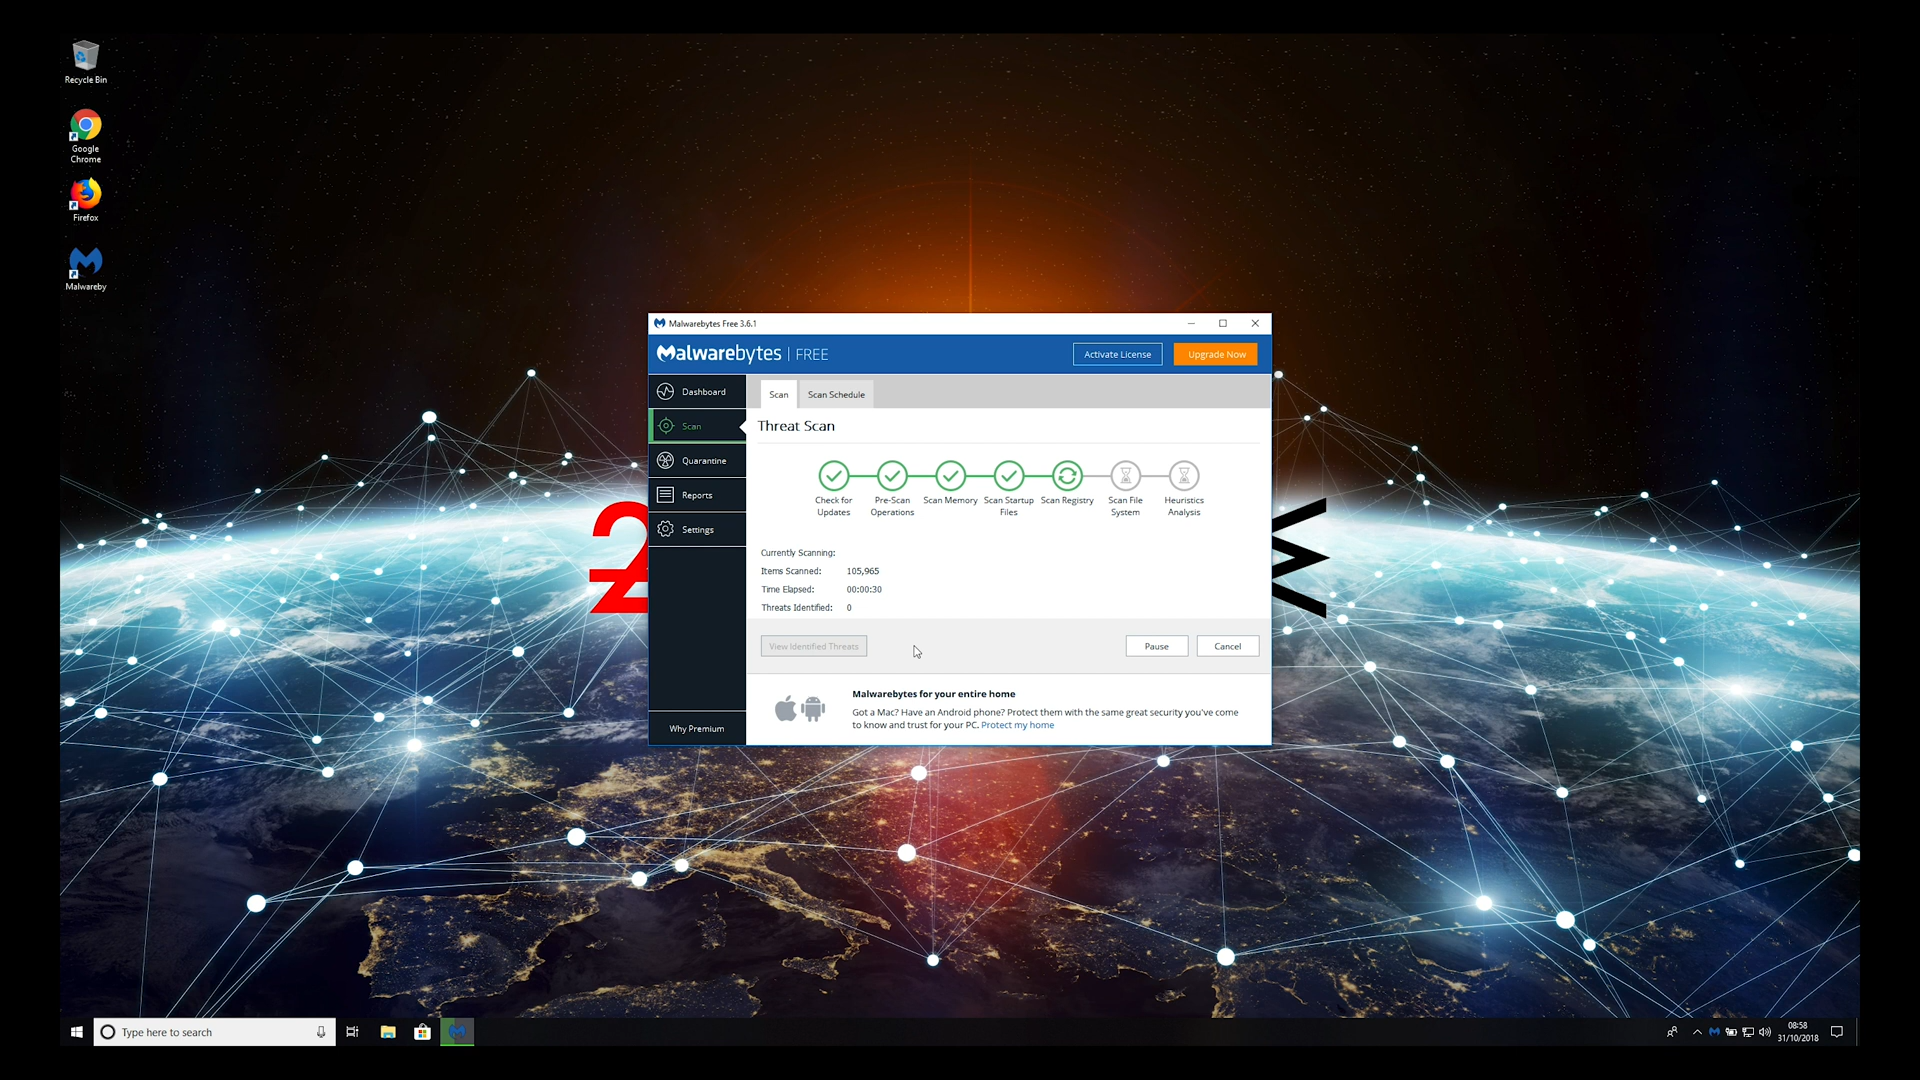 Recycle Bin
Google
Chrome
Firefox
Malwareby
Malwarebytes Free 3.6.1
Malwarebytes | FREE
Activate License
Upgrade Now
Dashboard
Scan
Quarantine
Reports
Settings
Why Premium
Scan
Scan Schedule
Threat Scan
Check for
Updates
Pre-Scan
Operations
Scan Memory
Scan Startup
Files
Scan Registry
Scan File
System
Heuristics
Analysis
Currently Scanning:
Items Scanned: 105,965
Time Elapsed: 00:00:30
Threats Identified: 0
View Identified Threats
Pause
Cancel
Malwarebytes for your entire home
Got a Mac? Have an Android phone? Protect them with the same great security you've come
to know and trust for your PC. Protect my home
Type here to search
08:58
31/10/2018